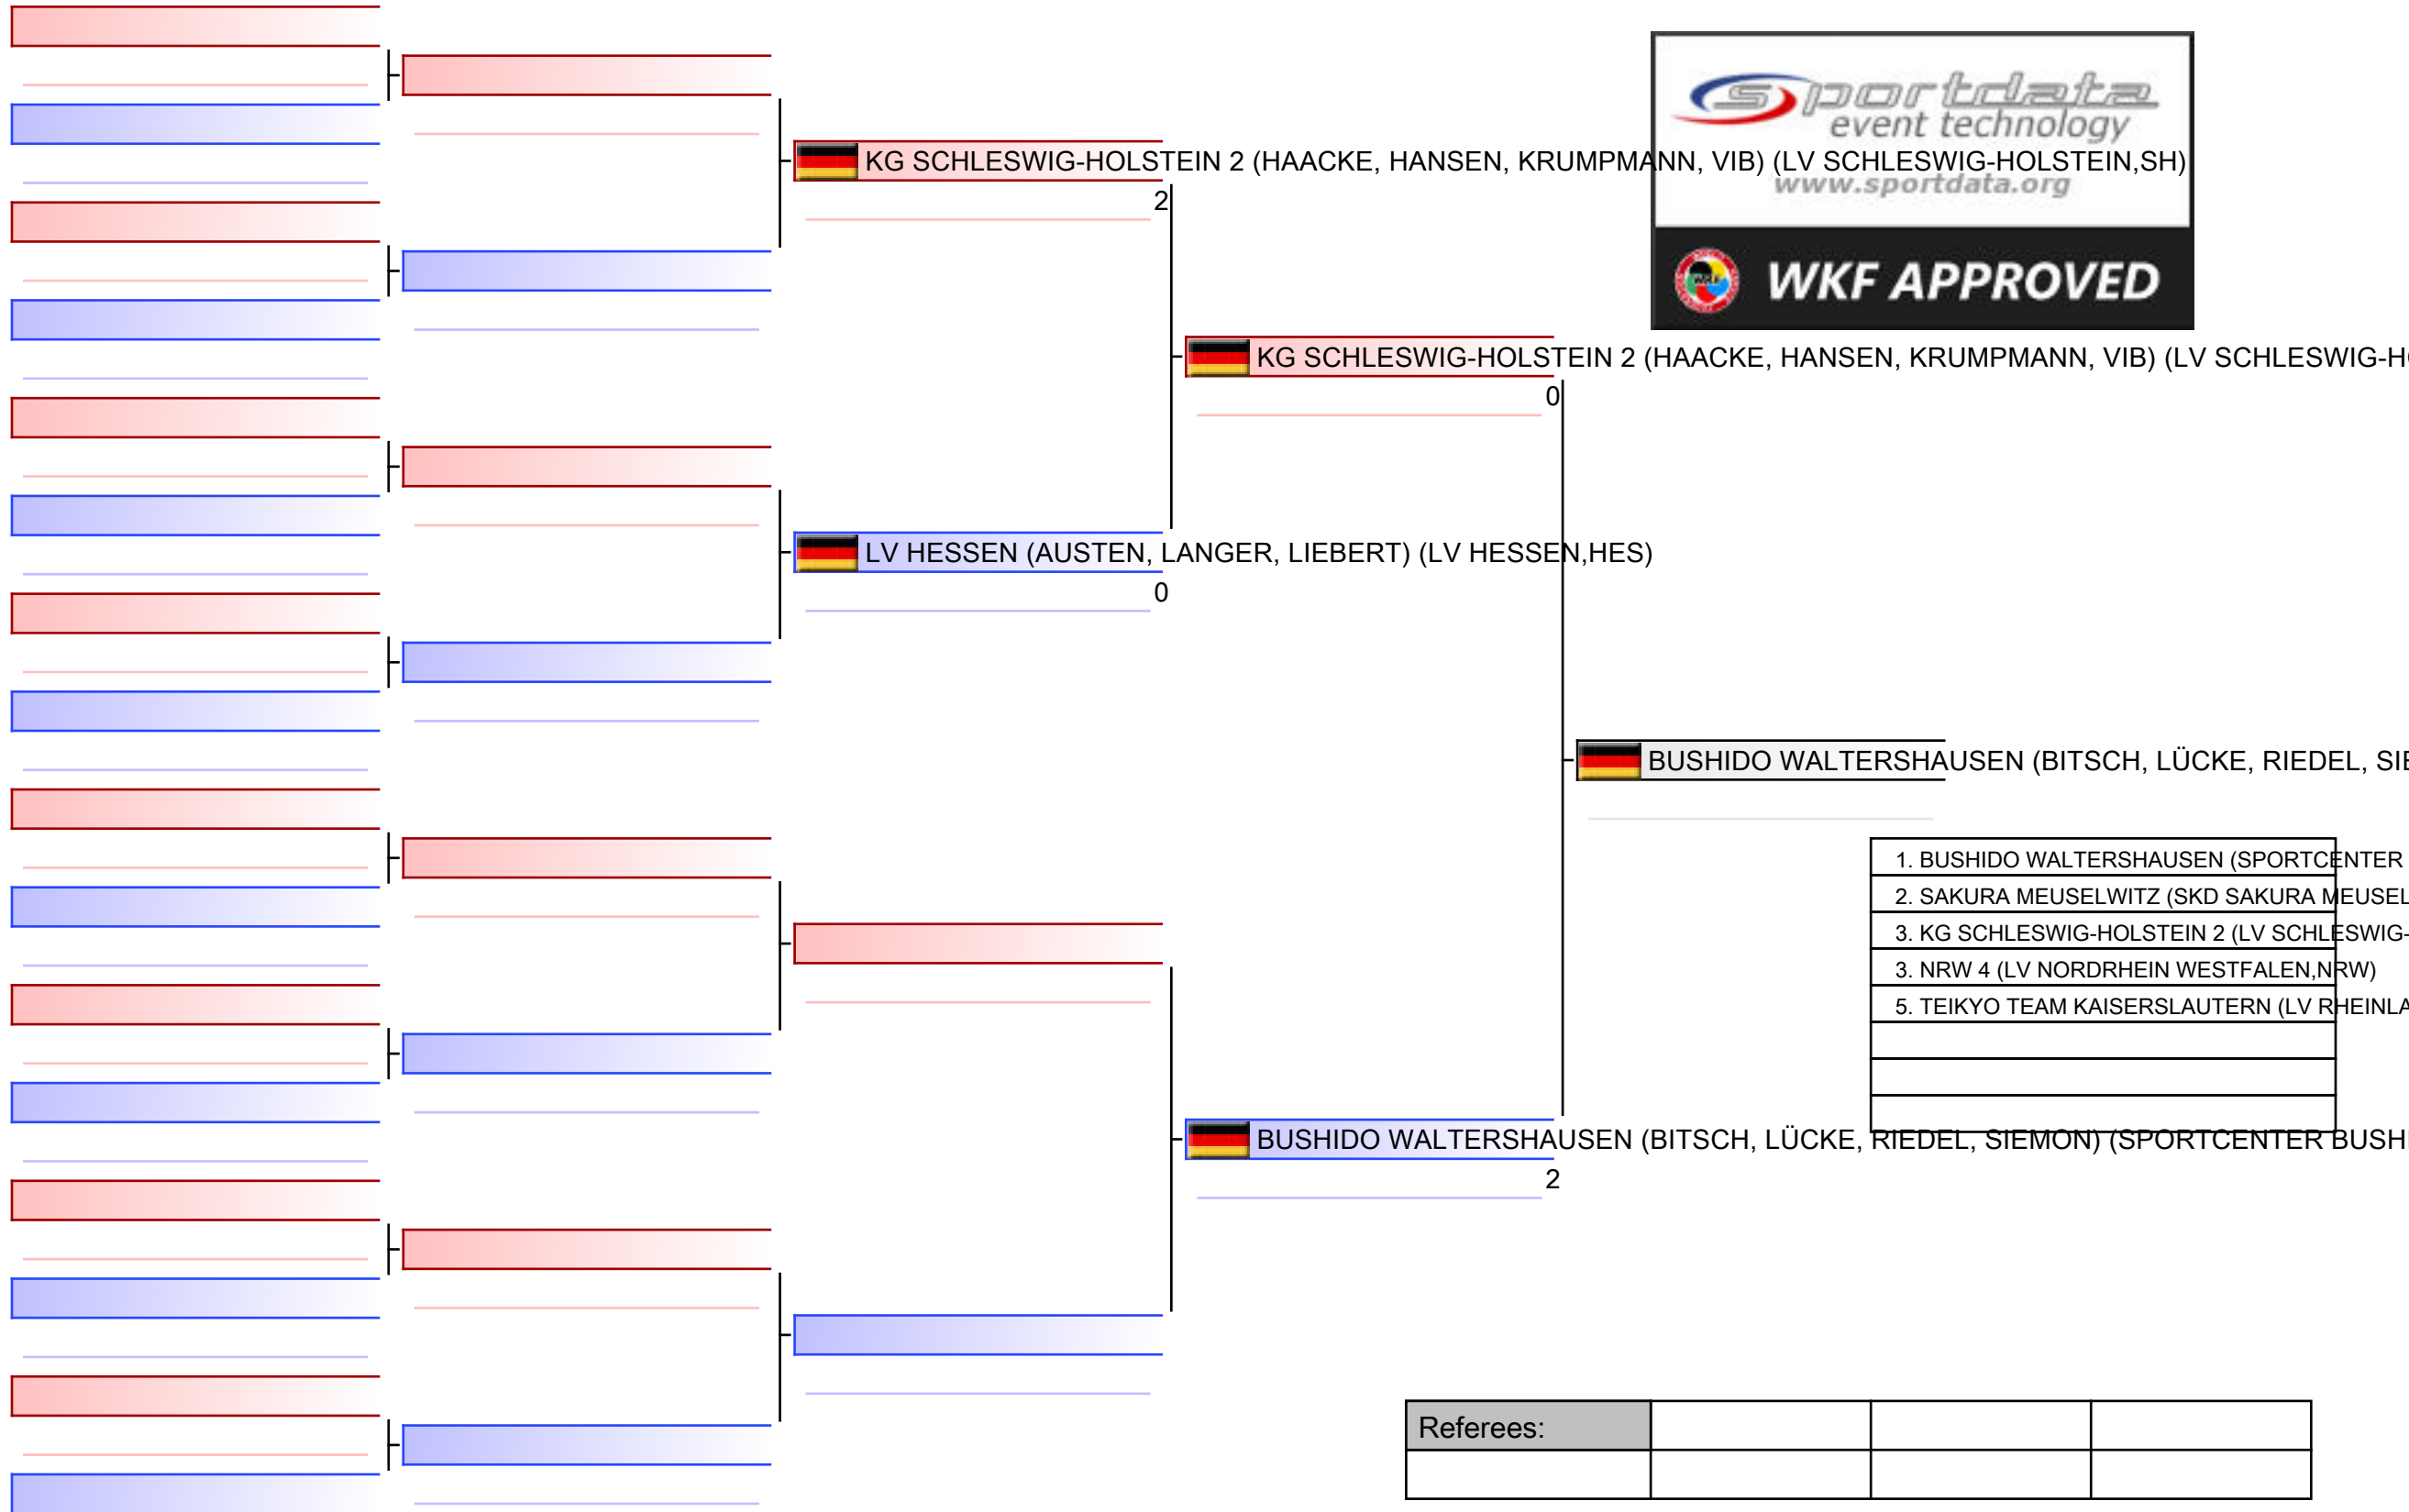 sportdata
event technology
KG SCHLESWIG-HOLSTEIN 2 (HAACKE, HANSEN, KRUMPMANN, VIB) (LV SCHLESWIG-HOLSTEIN,SH)
www.sportdata.org
2
WKF
WKF APPROVED
KG SCHLESWIG-HOLSTEIN 2 (HAACKE, HANSEN, KRUMPMANN, VIB) (LV SCHLESWIG-H
0
LV HESSEN (AUSTEN, LANGER, LIEBERT) (LV HESSEN,HES)
0
BUSHIDO WALTERSHAUSEN (BITSCH, LÜCKE, RIEDEL, SIE
1. BUSHIDO WALTERSHAUSEN (SPORTCENTER
2. SAKURA MEUSELWITZ (SKD SAKURA MEUSEL
3. KG SCHLESWIG-HOLSTEIN 2 (LV SCHLESWIG-
3. NRW 4 (LV NORDRHEIN WESTFALEN,NRW)
5. TEIKYO TEAM KAISERSLAUTERN (LV RHEINLA
BUSHIDO WALTERSHAUSEN (BITSCH, LÜCKE, RIEDEL, SIEMON) (SPORTCENTER BUSHI
2
Referees: